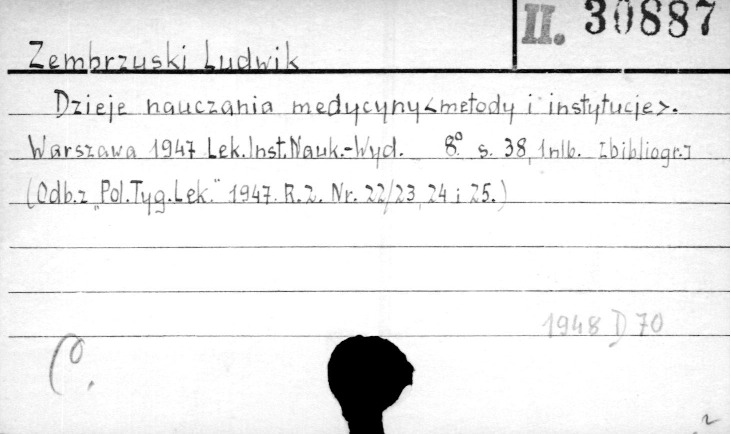 II. 30887
Zembrzuski Ludwik
Dzieje nauczania medycyny <metody i instytucje>.
Warszawa 1947 Lek.Inst.Nauk.-Wyd. 8º. s. 38, 1nlb. [bibliogr.]
(Odb.z "Pol.Tyg.Lek." 1947. R.2. Nr. 22/23, 24 i 25.)
1948 D 70